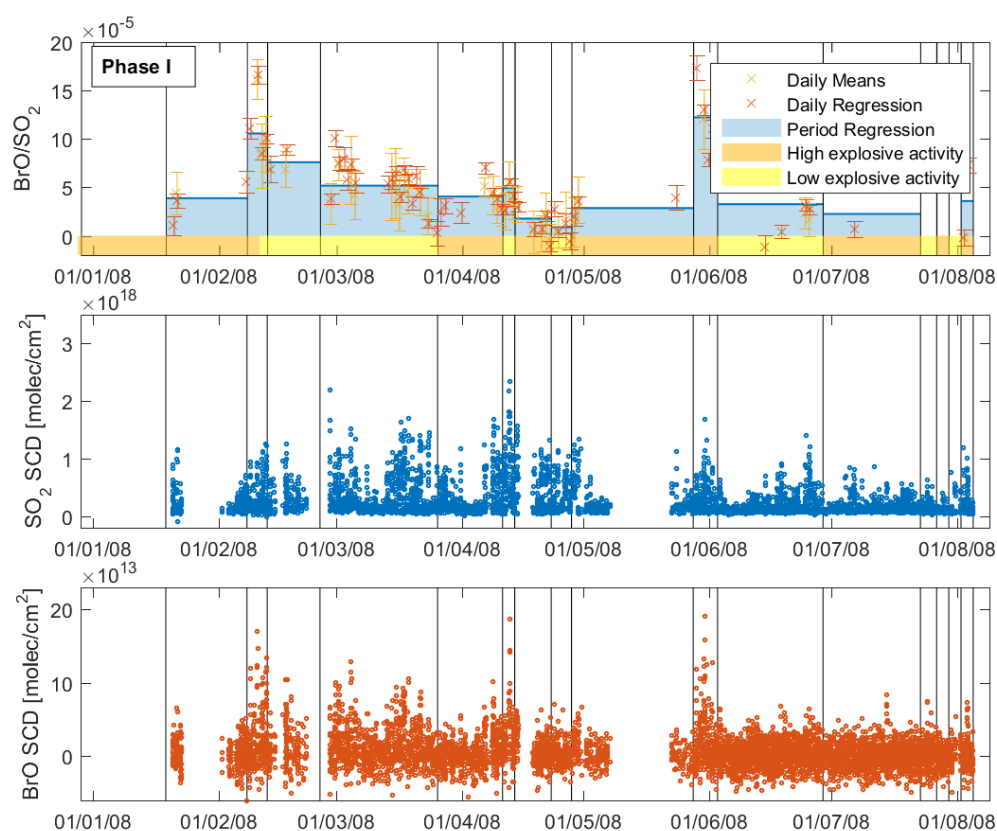 ×10-5
20
15
10
5
0
BrO/SO2
Phase I
Daily Means
Daily Regression
Period Regression
High explosive activity
Low explosive activity
01/01/08 01/02/08 01/03/08 01/04/08 01/05/08 01/06/08 01/07/08 01/08/08
×1018
3
2
1
0
SO2 SCD [molec/cm2]
01/01/08 01/02/08 01/03/08 01/04/08 01/05/08 01/06/08 01/07/08 01/08/08
×1013
20
10
0
BrO SCD [molec/cm2]
01/01/08 01/02/08 01/03/08 01/04/08 01/05/08 01/06/08 01/07/08 01/08/08